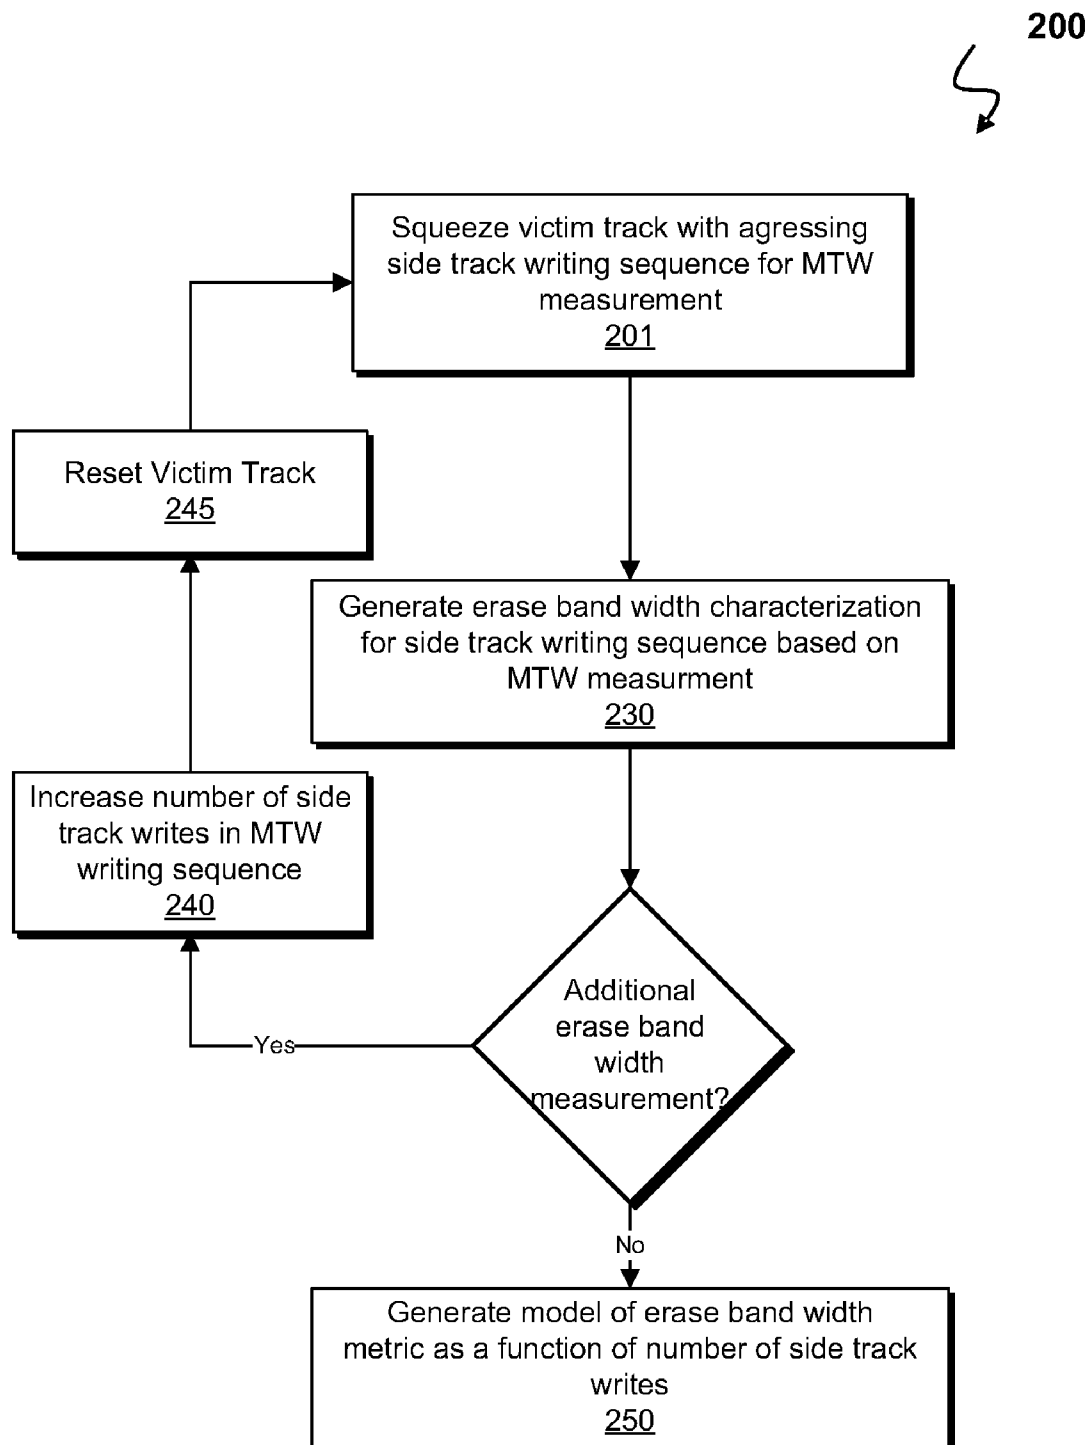 200
Squeeze victim track with agressing
side track writing sequence for MTW
measurement
201
Reset Victim Track
245
Generate erase band width characterization
for side track writing sequence based on
MTW measurment
230
Increase number of side
track writes in MTW
writing sequence
240
Additional
erase band
width
measurement?
Yes
No
Generate model of erase band width
metric as a function of number of side track
writes
250